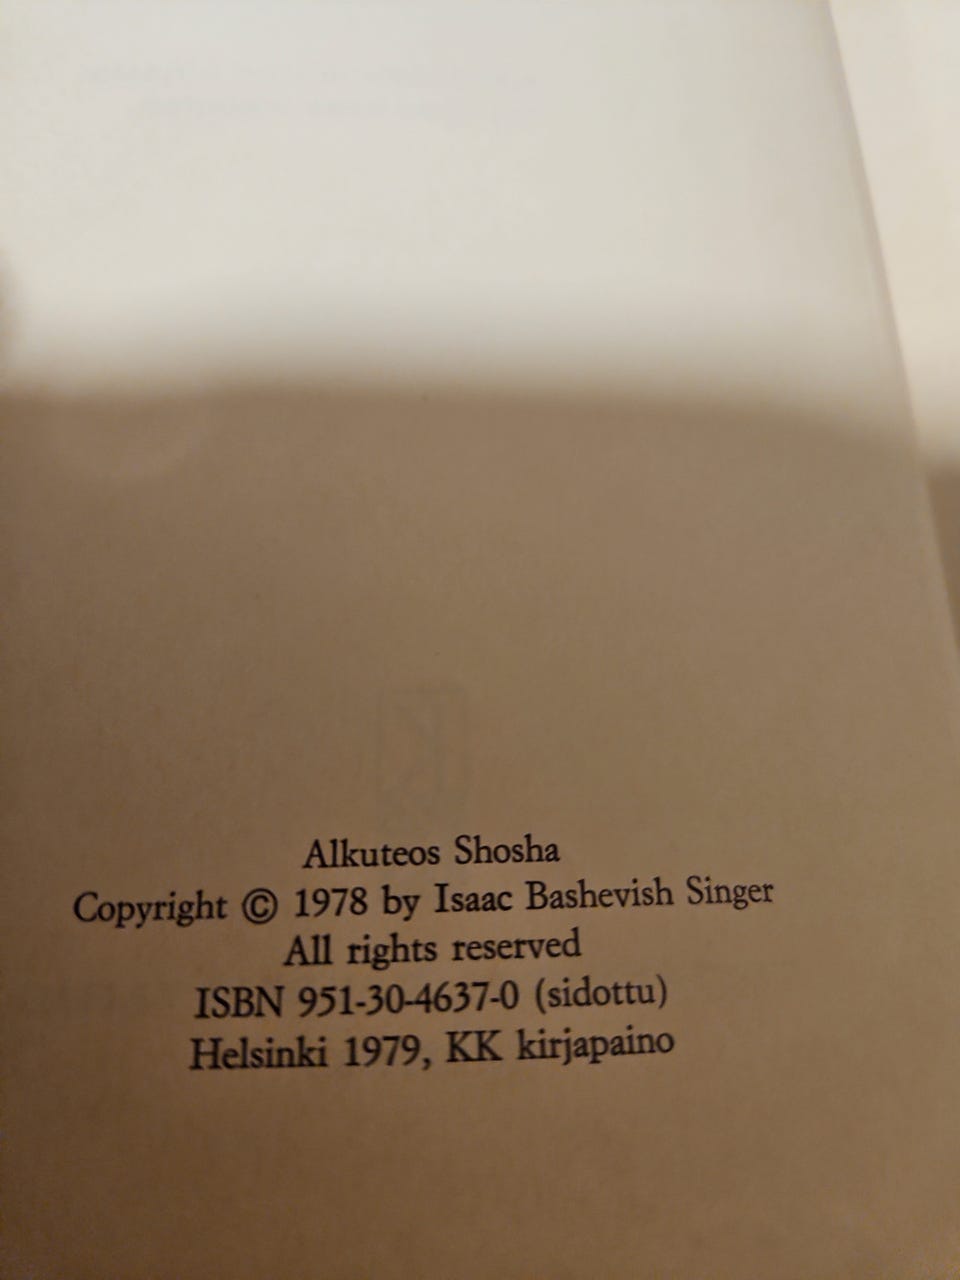 Alkuteos Shosha
Copyright © 1978 by Isaac Bashevish Singer
All rights reserved
ISBN 951-30-4637-0 (sidottu)
Helsinki 1979, KK kirjapaino